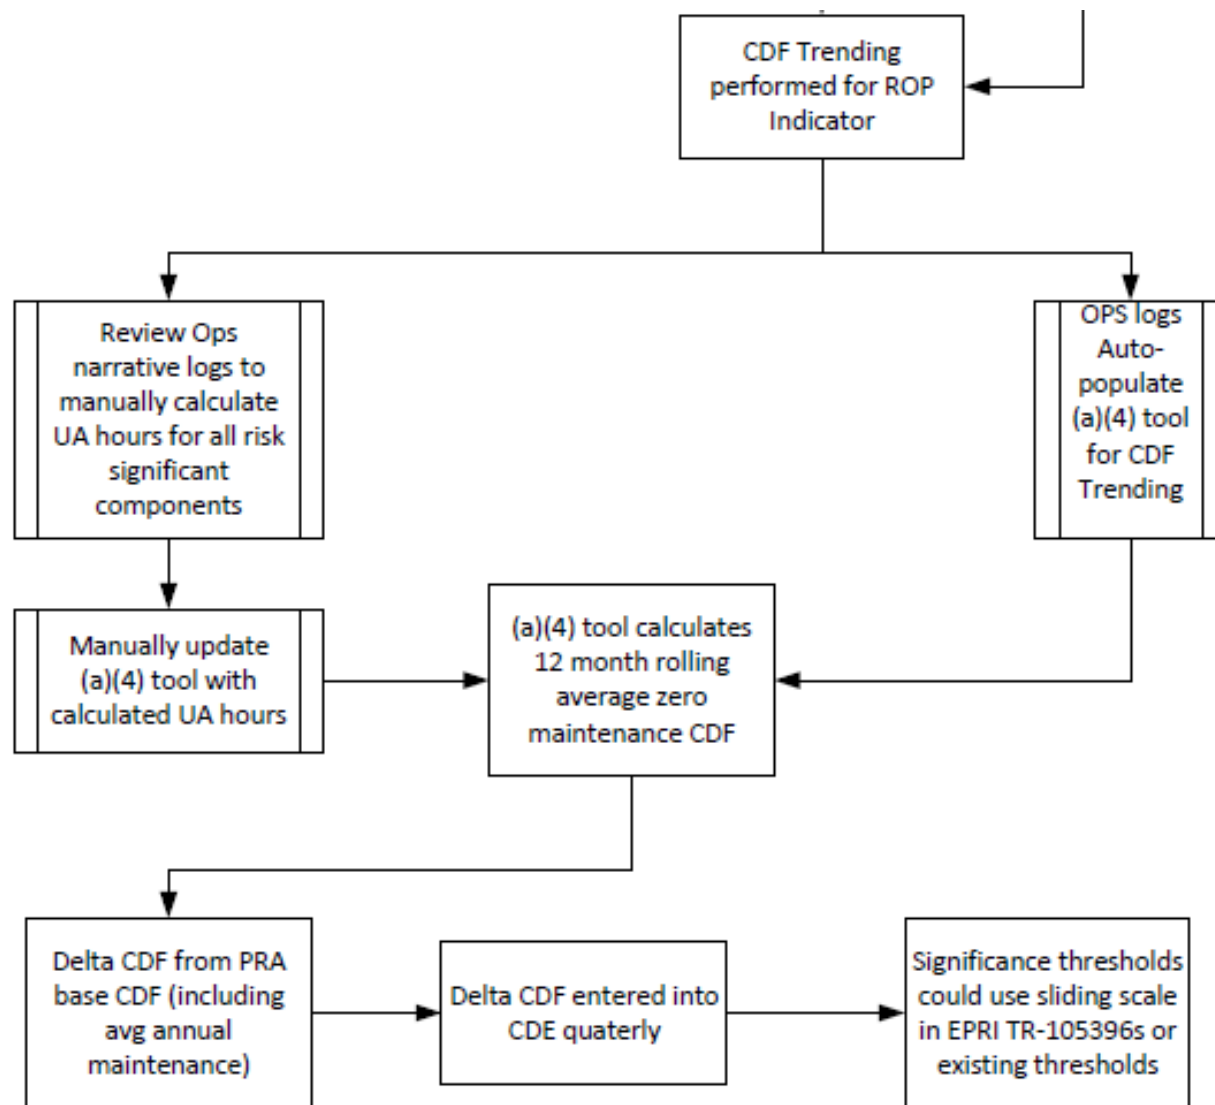 CDF Trending
performed for ROP
Indicator
Review Ops
narrative logs to
manually calculate
UA hours for all risk
significant
components
OPS logs
Auto-
populate
(a)(4) tool
for CDF
Trending
Manually update
(a)(4) tool with
calculated UA hours
(a)(4) tool calculates
12 month rolling
average zero
maintenance CDF
Delta CDF from PRA
base CDF (including
avg annual
maintenance)
Delta CDF entered into
CDE quaterly
Significance thresholds
could use sliding scale
in EPRI TR-105396s or
existing thresholds